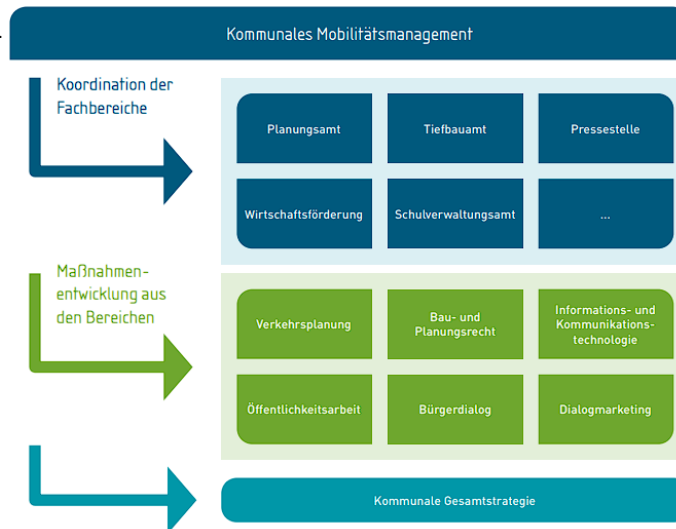 Kommunales Mobilitätsmanagement
Koordination der
Fachbereiche
Planungsamt
Tiefbauamt
Pressestelle
Wirtschaftsförderung
Schulverwaltungsamt
...
Maßnahmen-
entwicklung aus
den Bereichen
Verkehrsplanung
Bau- und
Planungsrecht
Informations- und
Kommunikations-
technologie
Öffentlichkeitsarbeit
Bürgerdialog
Dialogmarketing
Kommunale Gesamtstrategie